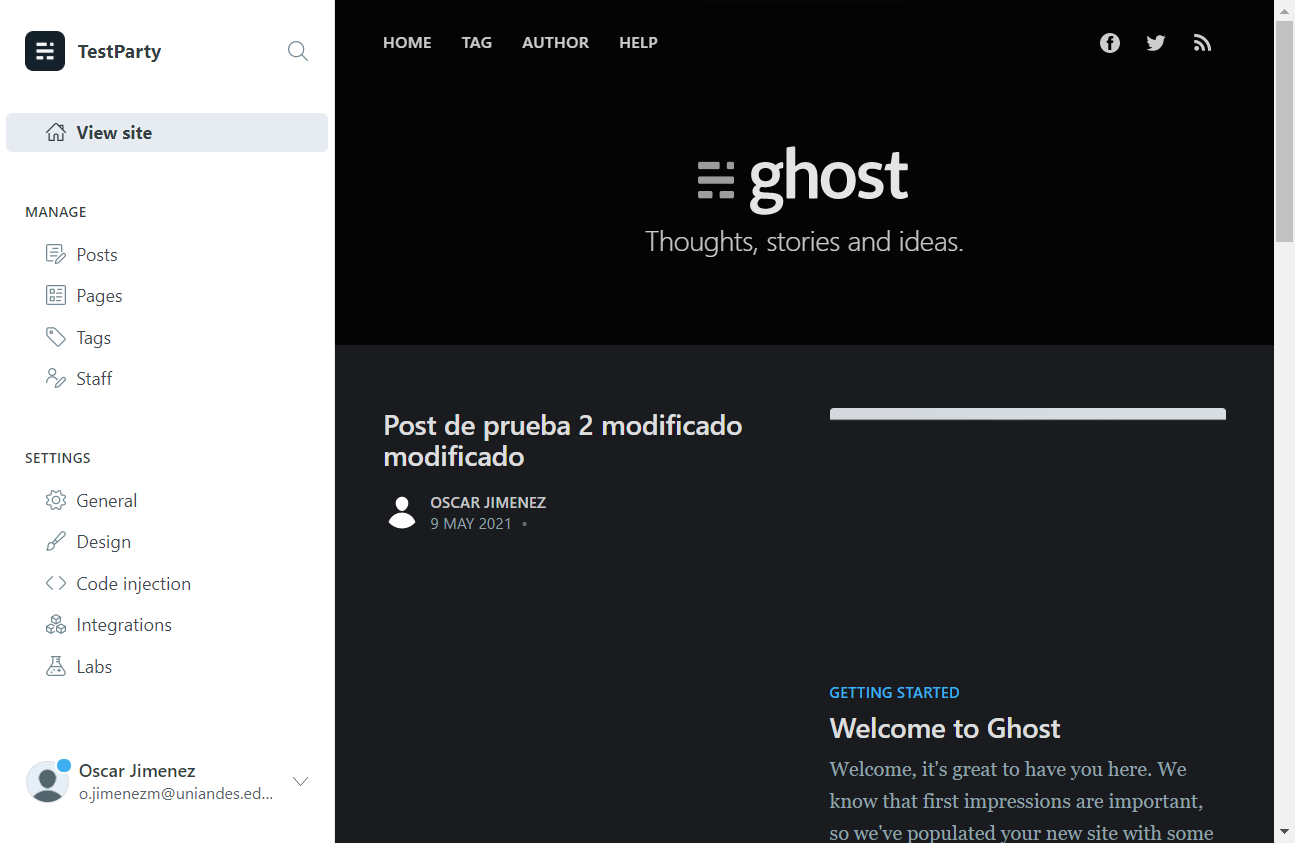 TestParty
View site
MANAGE
Posts
Pages
Tags
Staff
SETTINGS
General
Design
Code injection
Integrations
Labs
Oscar Jimenez
o.jimenezm@uniandes.ed...
HOME TAG AUTHOR HELP
ghost
Thoughts, stories and ideas.
Post de prueba 2 modificado
modificado
OSCAR JIMENEZ
9 MAY 2021 •
GETTING STARTED
Welcome to Ghost
Welcome, it's great to have you here. We
know that first impressions are important,
so we've populated your new site with some